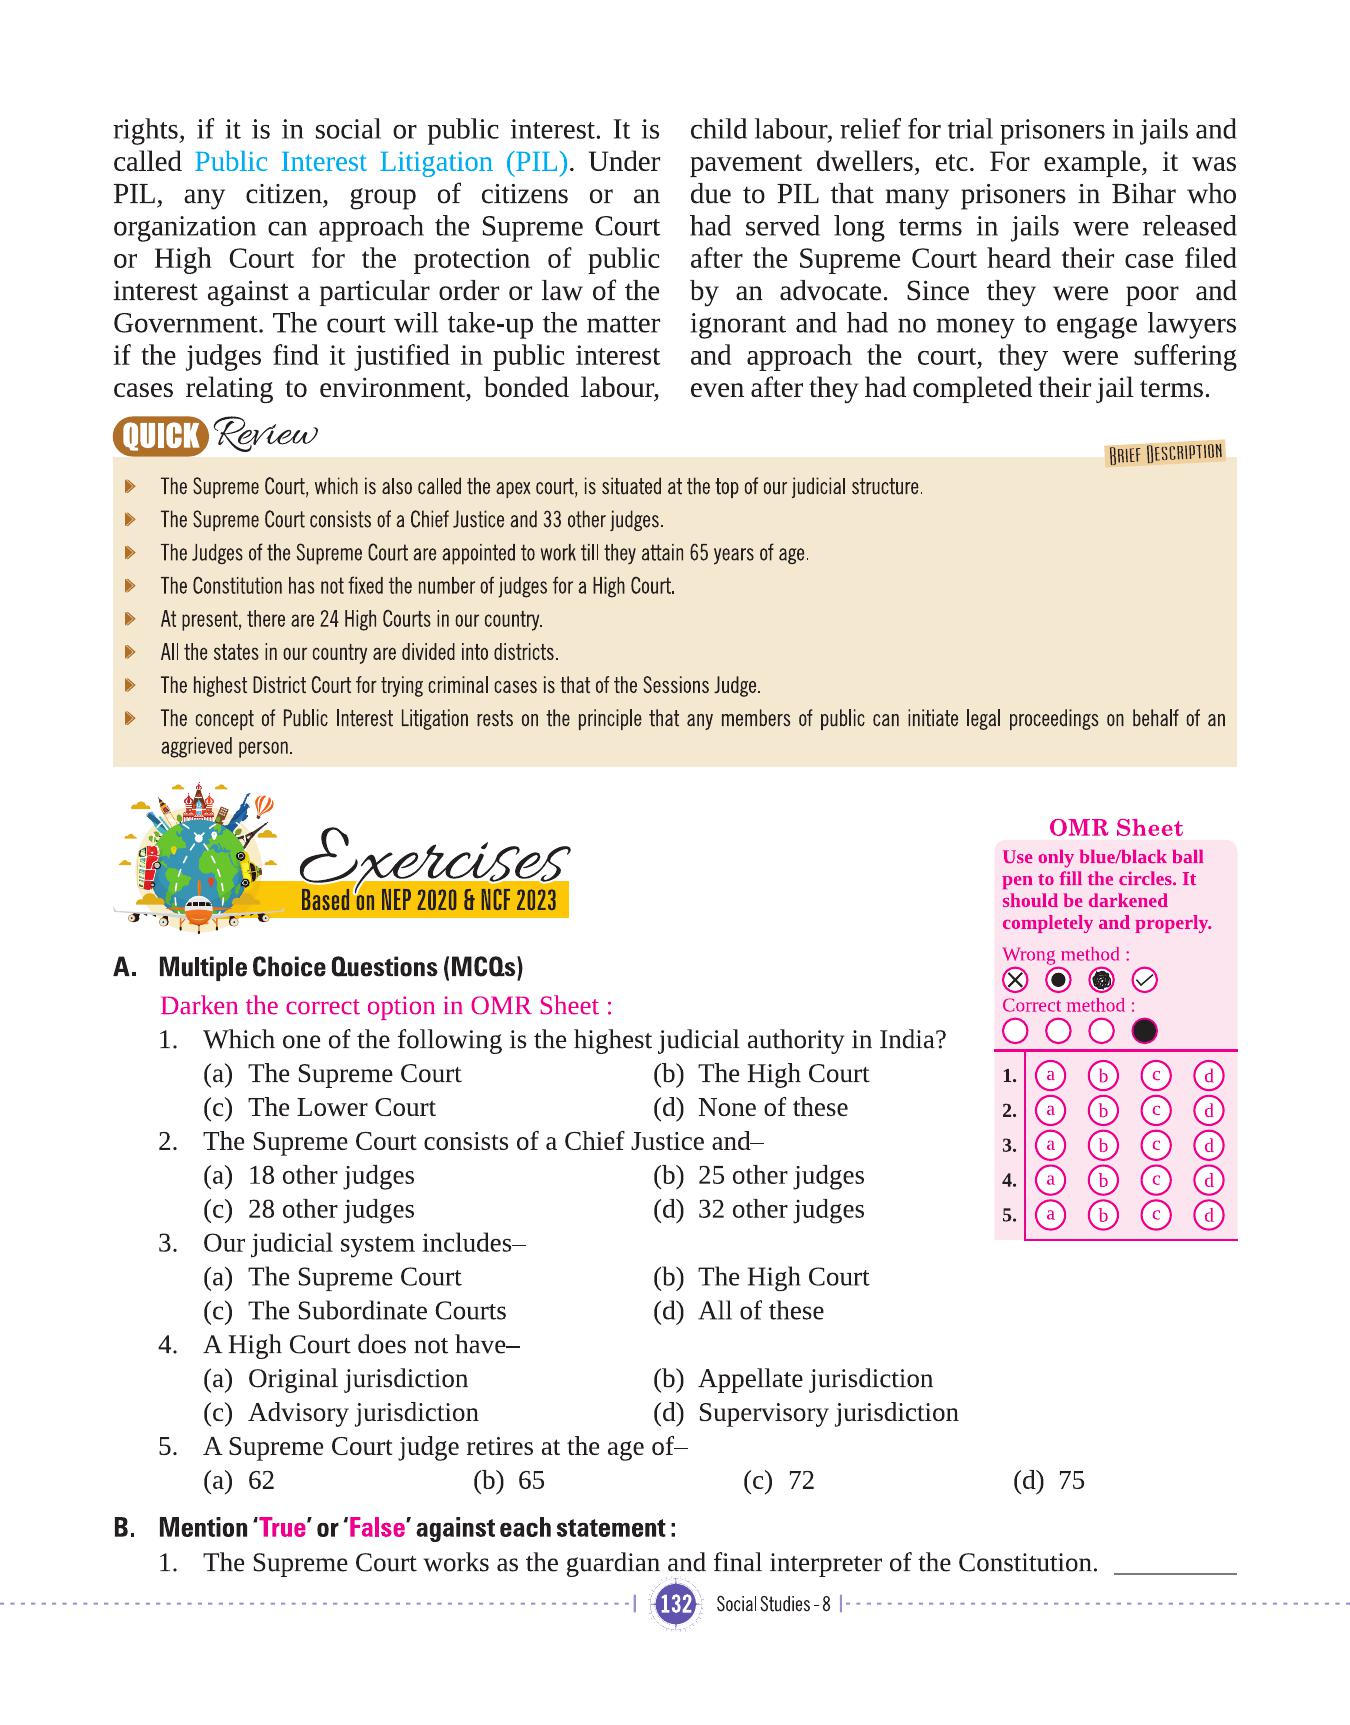 rights, if it is in social or public interest. It is
called Public Interest Litigation (PIL). Under
PIL, any citizen, group of citizens or an
organization can approach the Supreme Court
or High Court for the protection of public
interest against a particular order or law of the
Government. The court will take-up the matter
if the judges find it justified in public interest
cases relating to environment, bonded labour,
child labour, relief for trial prisoners in jails and
pavement dwellers, etc. For example, it was
due to PIL that many prisoners in Bihar who
had served long terms in jails were released
after the Supreme Court heard their case filed
by an advocate. Since they were poor and
ignorant and had no money to engage lawyers
and approach the court, they were suffering
even after they had completed their jail terms.
QUICK Review
BRIEF DESCRIPTION
The Supreme Court, which is also called the apex court, is situated at the top of our judicial structure.
The Supreme Court consists of a Chief Justice and 33 other judges.
The Judges of the Supreme Court are appointed to work till they attain 65 years of age.
The Constitution has not fixed the number of judges for a High Court.
At present, there are 24 High Courts in our country.
All the states in our country are divided into districts.
The highest District Court for trying criminal cases is that of the Sessions Judge.
The concept of Public Interest Litigation rests on the principle that any members of public can initiate legal proceedings on behalf of an
aggrieved person.
Exercises
Based on NEP 2020 & NCF 2023
A. Multiple Choice Questions (MCQs)
Darken the correct option in OMR Sheet :
1. Which one of the following is the highest judicial authority in India?
(a) The Supreme Court (b) The High Court
(c) The Lower Court (d) None of these
2. The Supreme Court consists of a Chief Justice and–
(a) 18 other judges (b) 25 other judges
(c) 28 other judges (d) 32 other judges
3. Our judicial system includes–
(a) The Supreme Court (b) The High Court
(c) The Subordinate Courts (d) All of these
4. A High Court does not have–
(a) Original jurisdiction (b) Appellate jurisdiction
(c) Advisory jurisdiction (d) Supervisory jurisdiction
5. A Supreme Court judge retires at the age of–
(a) 62 (b) 65 (c) 72 (d) 75
OMR Sheet
Use only blue/black ball
pen to fill the circles. It
should be darkened
completely and properly.
Wrong method :
Correct method :
1. a b c d
2. a b c d
3. a b c d
4. a b c d
5. a b c d
B. Mention ‘True’ or ‘False’ against each statement :
1. The Supreme Court works as the guardian and final interpreter of the Constitution.
132 Social Studies - 8